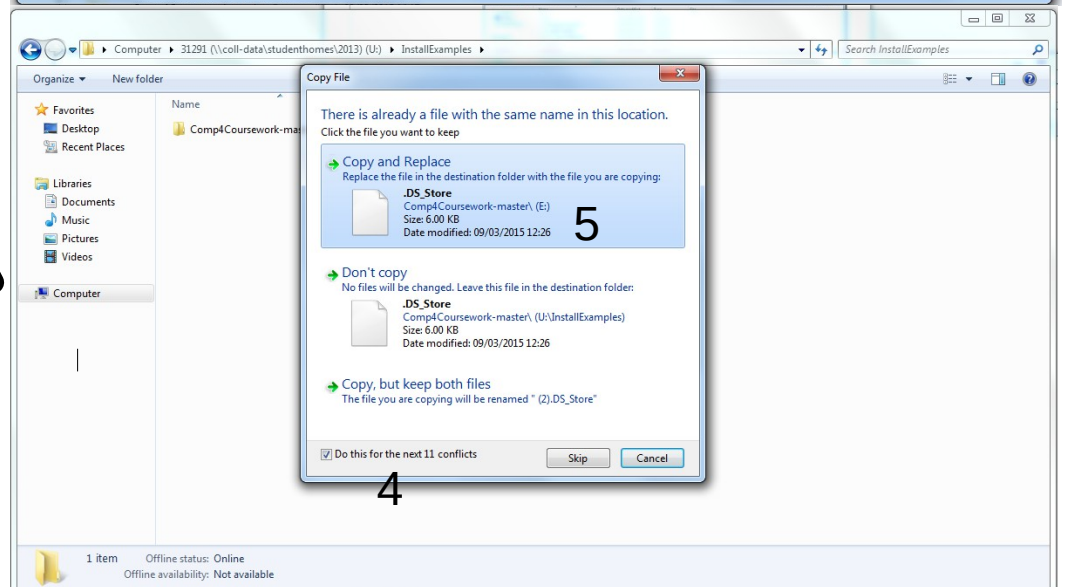 Computer ▸ 31291 (\\coll-data\studenthomes\2013) (U:) ▸ InstallExamples ▸
Search InstallExamples
Organize ▾ New folder
Copy File
Favorites
Desktop
Recent Places
Libraries
Documents
Music
Pictures
Videos
Computer
Name
Comp4Coursework-mas
There is already a file with the same name in this location.
Click the file you want to keep
Copy and Replace
Replace the file in the destination folder with the file you are copying:
.DS_Store
Comp4Coursework-master\ (E:)
Size: 6.00 KB
Date modified: 09/03/2015 12:26
5
Don't copy
No files will be changed. Leave this file in the destination folder:
.DS_Store
Comp4Coursework-master\ (U:\InstallExamples)
Size: 6.00 KB
Date modified: 09/03/2015 12:26
Copy, but keep both files
The file you are copying will be renamed " (2).DS_Store"
Do this for the next 11 conflicts
Skip
Cancel
4
1 item Offline status: Online
Offline availability: Not available